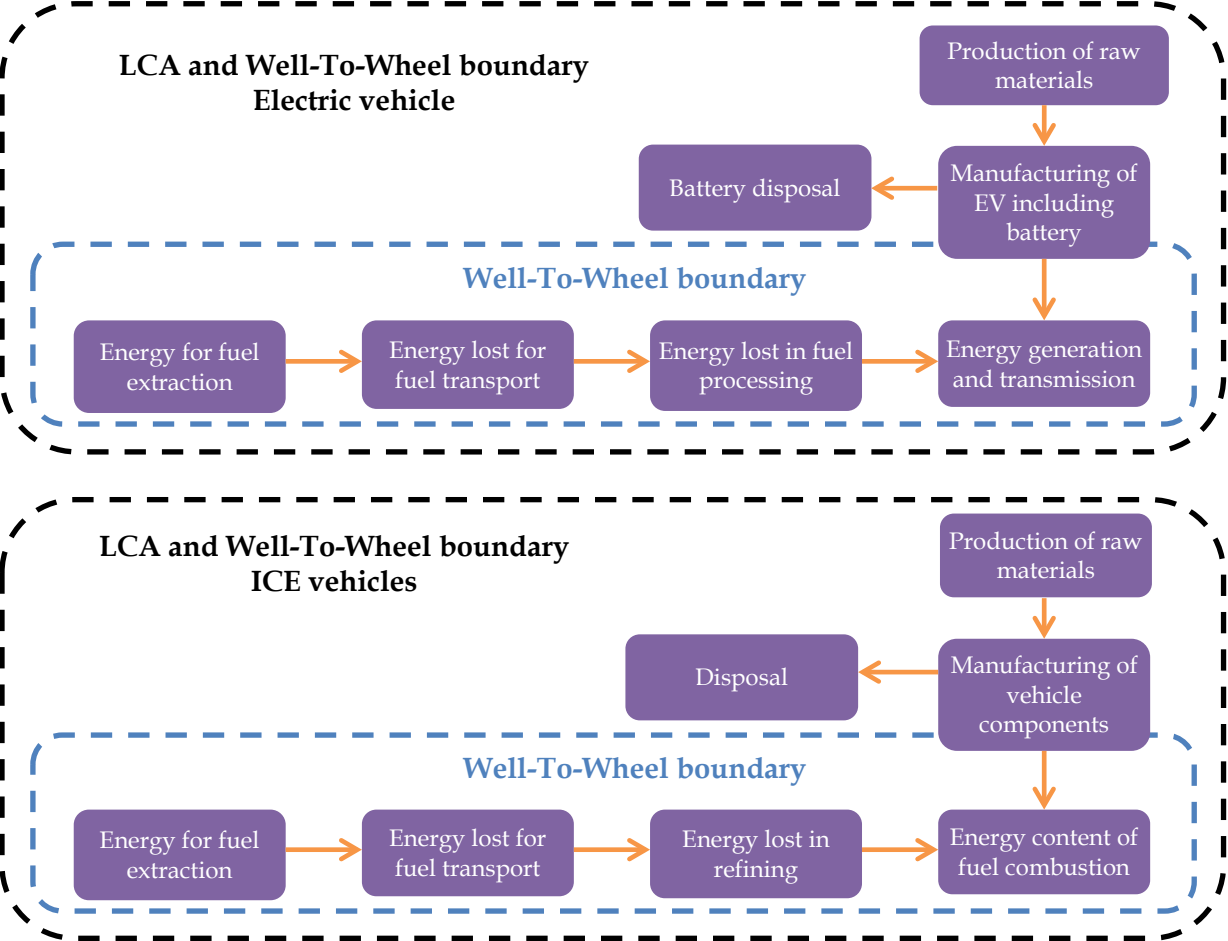 LCA and Well-To-Wheel boundary
Electric vehicle
Production of raw
materials
Battery disposal
Manufacturing of
EV including
battery
Well-To-Wheel boundary
Energy for fuel
extraction
Energy lost for
fuel transport
Energy lost in fuel
processing
Energy generation
and transmission
LCA and Well-To-Wheel boundary
ICE vehicles
Production of raw
materials
Disposal
Manufacturing of
vehicle
components
Well-To-Wheel boundary
Energy for fuel
extraction
Energy lost for
fuel transport
Energy lost in
refining
Energy content of
fuel combustion